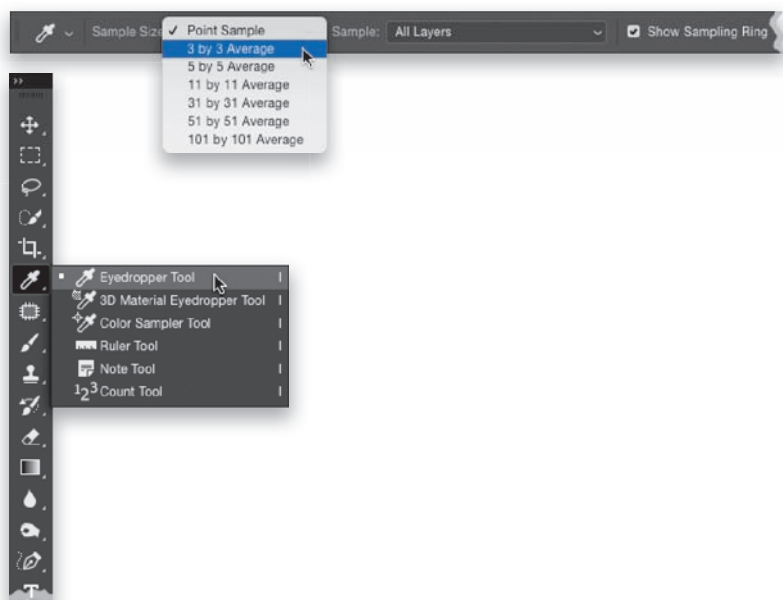 Sample Size
✓ Point Sample
Sample: All Layers
Show Sampling Ring
3 by 3 Average
5 by 5 Average
11 by 11 Average
31 by 31 Average
51 by 51 Average
101 by 101 Average
Eyedropper Tool I
3D Material Eyedropper Tool I
Color Sampler Tool I
Ruler Tool I
Note Tool I
Count Tool I